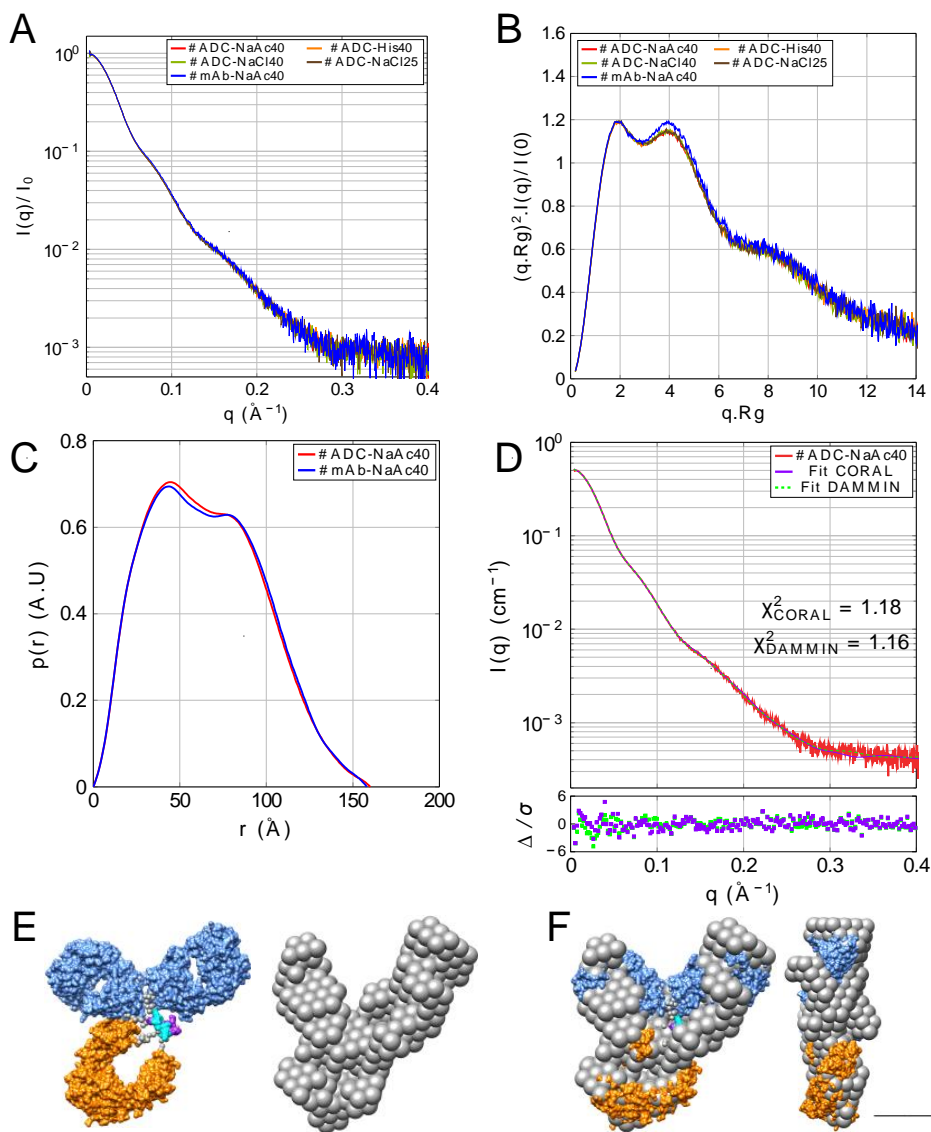 A
10^0
10^-1
10^-2
10^-3
0 0.1 0.2 0.3 0.4
I(q)/ I_0
q (Å^−1)
#ADC-NaAc40 #ADC-His40
#ADC-NaCl40 #ADC-NaCl25
#mAb-NaAc40
B
1.6
1.4
1.2
1.0
0.8
0.6
0.4
0.2
0
0 2 4 6 8 10 12 14
(q.Rg)^2.I(q)/ I(0)
q.Rg
#ADC-NaAc40 #ADC-His40
#ADC-NaCl40 #ADC-NaCl25
#mAb-NaAc40
C
0.8
0.6
0.4
0.2
0
0 50 100 150 200
p(r) (A.U)
r (Å)
#ADC-NaAc40
#mAb-NaAc40
D
10^0
10^-1
10^-2
10^-3
I(q) (cm^−1)
#ADC-NaAc40
Fit CORAL
Fit DAMMIN
χ^2_CORAL = 1.18
χ^2_DAMMIN = 1.16
6
0
−6
Δ/σ
0 0.1 0.2 0.3 0.4
q (Å^−1)
E
F